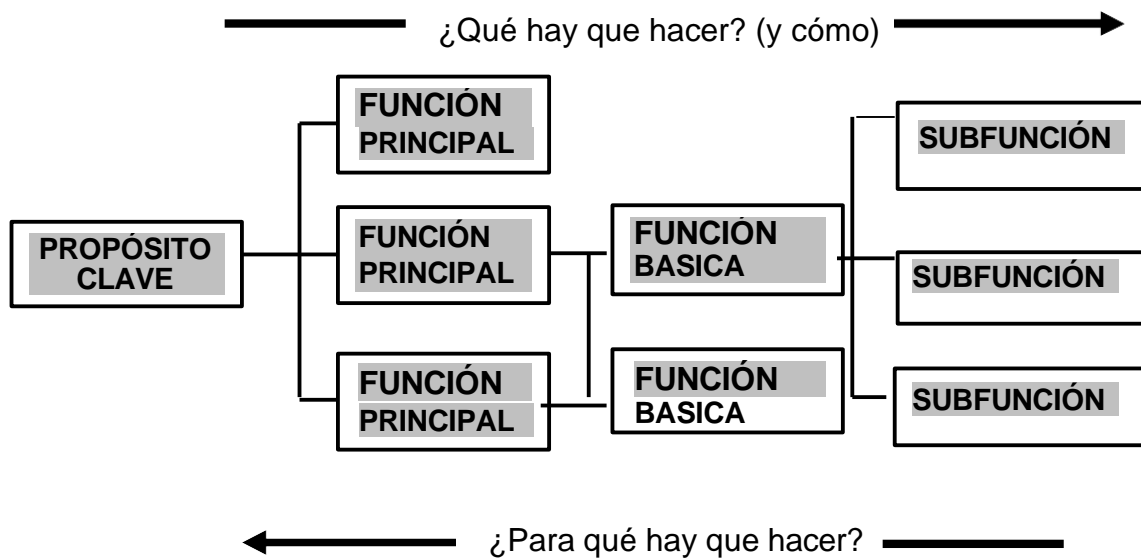 ¿Qué hay que hacer? (y cómo)
FUNCIÓN
PRINCIPAL
SUBFUNCIÓN
PROPÓSITO
CLAVE
FUNCIÓN
PRINCIPAL
FUNCIÓN
BASICA
SUBFUNCIÓN
FUNCIÓN
PRINCIPAL
FUNCIÓN
BASICA
SUBFUNCIÓN
¿Para qué hay que hacer?